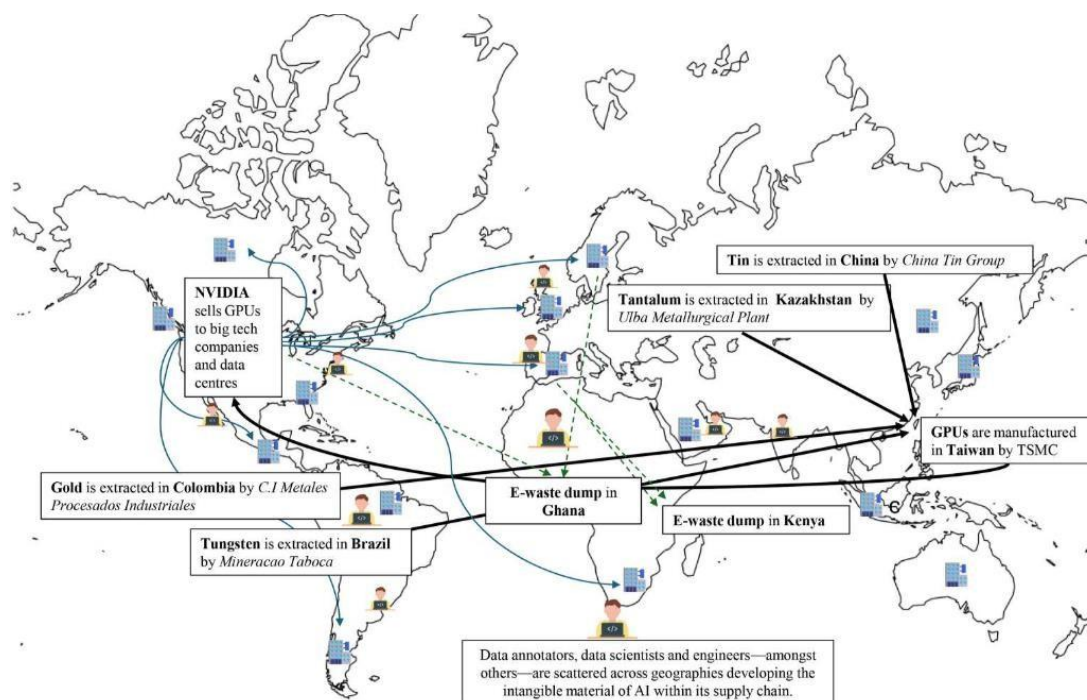 Tin is extracted in China by China Tin Group
NVIDIA
sells GPUs
to big tech
companies
and data
centres
Tantalum is extracted in Kazakhstan by
Ulba Metallurgical Plant
GPUs are manufactured
in Taiwan by TSMC
Gold is extracted in Colombia by C.I Metales
Procesados Industriales
E-waste dump in
Ghana
E-waste dump in Kenya
Tungsten is extracted in Brazil
by Mineracao Taboca
Data annotators, data scientists and engineers—amongst
others—are scattered across geographies developing the
intangible material of AI within its supply chain.